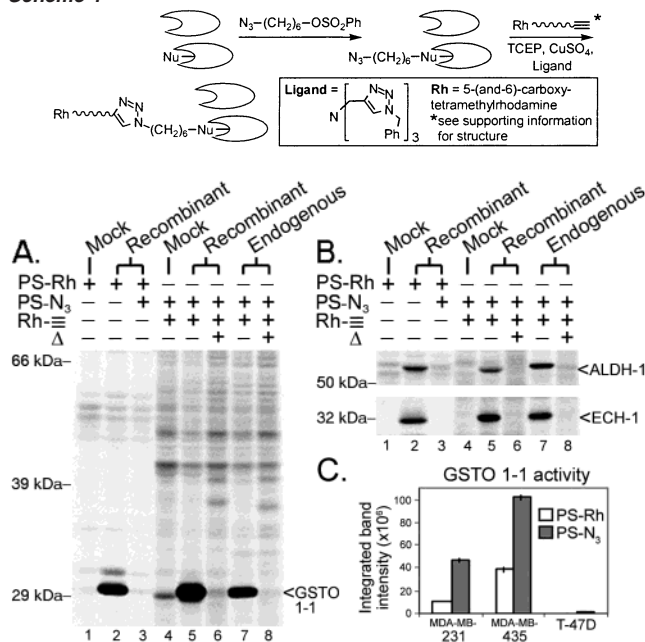 N3–(CH2)6–OSO2Ph
Rh ≡ *
Nu
N3–(CH2)6–Nu
TCEP, CuSO4,
Ligand
Rh
N=N
N
(CH2)6–Nu
Ligand =
N
N=N
N
Ph
3
Rh = 5-(and-6)-carboxy-
tetramethylrhodamine
*see supporting information
for structure
A.
Mock
Recombinant
Mock
Recombinant
Endogenous
PS-Rh + + – – – – – –
PS-N3 – – + + + + + +
Rh-≡ – – – + + + + +
Δ – – – – – + – +
66 kDa–
39 kDa–
29 kDa–
<GSTO
1-1
1 2 3 4 5 6 7 8
B.
Mock
Recombinant
Mock
Recombinant
Endogenous
PS-Rh + + – – – – – –
PS-N3 – – + + + + + +
Rh-≡ – – – + + + + +
Δ – – – – – + – +
<ALDH-1
50 kDa–
32 kDa–
<ECH-1
1 2 3 4 5 6 7 8
C.
GSTO 1-1 activity
Integrated band
intensity (x10⁶)
100
80
60
40
20
0
PS-Rh
PS-N3
MDA-MB-
231
MDA-MB-
435
T-47D